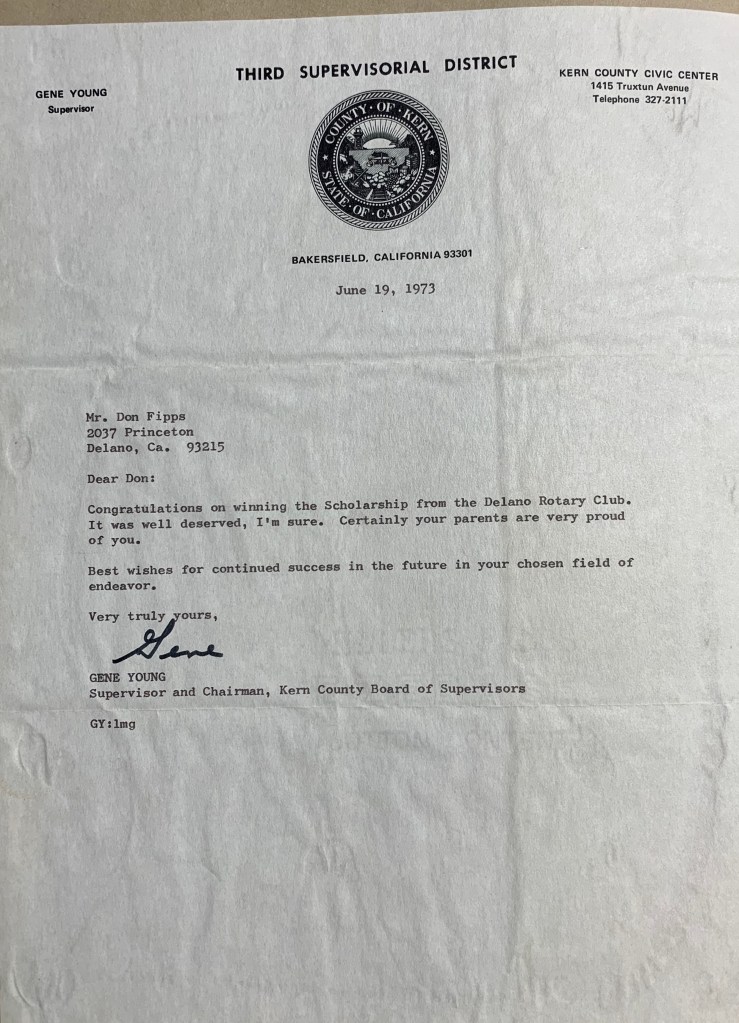 THIRD SUPERVISORIAL DISTRICT
GENE YOUNG
Supervisor
KERN COUNTY CIVIC CENTER
1415 Truxtun Avenue
Telephone 327-2111
COUNTY · OF · KERN
STATE · OF · CALIFORNIA
BAKERSFIELD, CALIFORNIA 93301
June 19, 1973
Mr. Don Fipps
2037 Princeton
Delano, Ca. 93215
Dear Don:
Congratulations on winning the Scholarship from the Delano Rotary Club.
It was well deserved, I'm sure. Certainly your parents are very proud
of you.
Best wishes for continued success in the future in your chosen field of
endeavor.
Very truly yours,
Gene
GENE YOUNG
Supervisor and Chairman, Kern County Board of Supervisors
GY:lmg